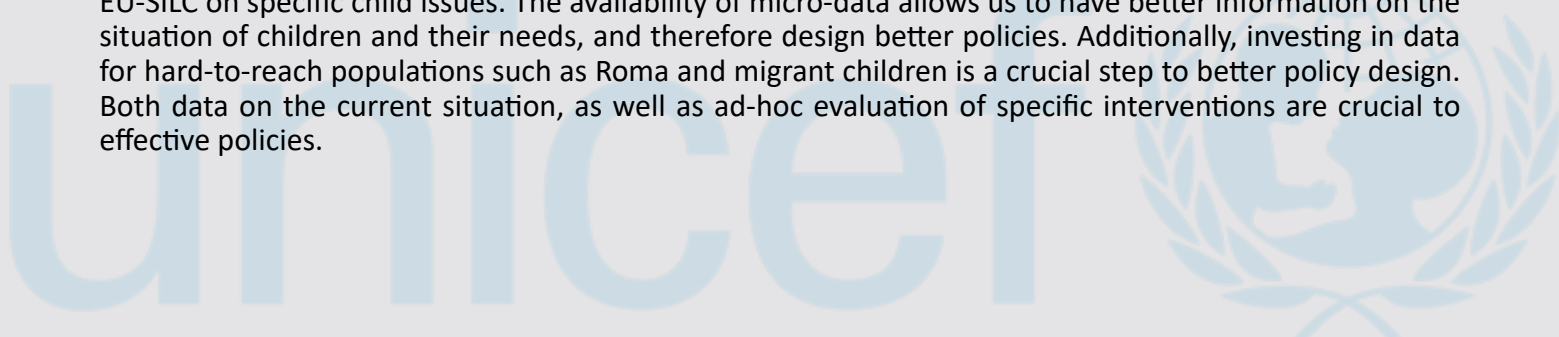 EU-SILC on specific child issues. The availability of micro-data allows us to have better information on the
situation of children and their needs, and therefore design better policies. Additionally, investing in data
for hard-to-reach populations such as Roma and migrant children is a crucial step to better policy design.
Both data on the current situation, as well as ad-hoc evaluation of specific interventions are crucial to
effective policies.
unicef